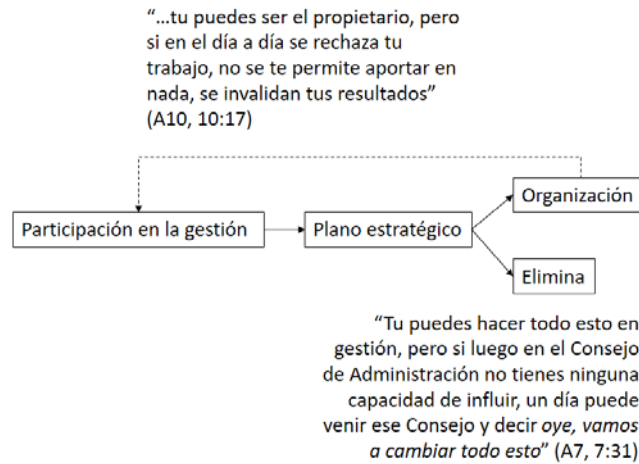 “...tu puedes ser el propietario, pero
si en el día a día se rechaza tu
trabajo, no se te permite aportar en
nada, se invalidan tus resultados”
(A10, 10:17)
Organización
Participación en la gestión
Plano estratégico
Elimina
“Tu puedes hacer todo esto en
gestión, pero si luego en el Consejo
de Administración no tienes ninguna
capacidad de influir, un día puede
venir ese Consejo y decir oye, vamos
a cambiar todo esto” (A7, 7:31)